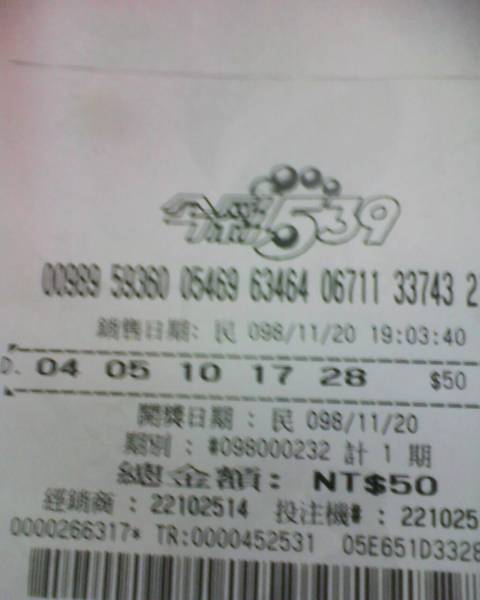 今彩539
00989 59360 05469 63464 06711 33743 2
銷售日期: 民 098/11/20 19:03:40
D. 04 05 10 17 28 $50
開獎日期 : 民 098/11/20
期別 : #098000232 計 1 期
總金額: NT$50
經銷商 : 22102514 投注機# : 221025
0000266317* TR:0000452531 05E651D3328